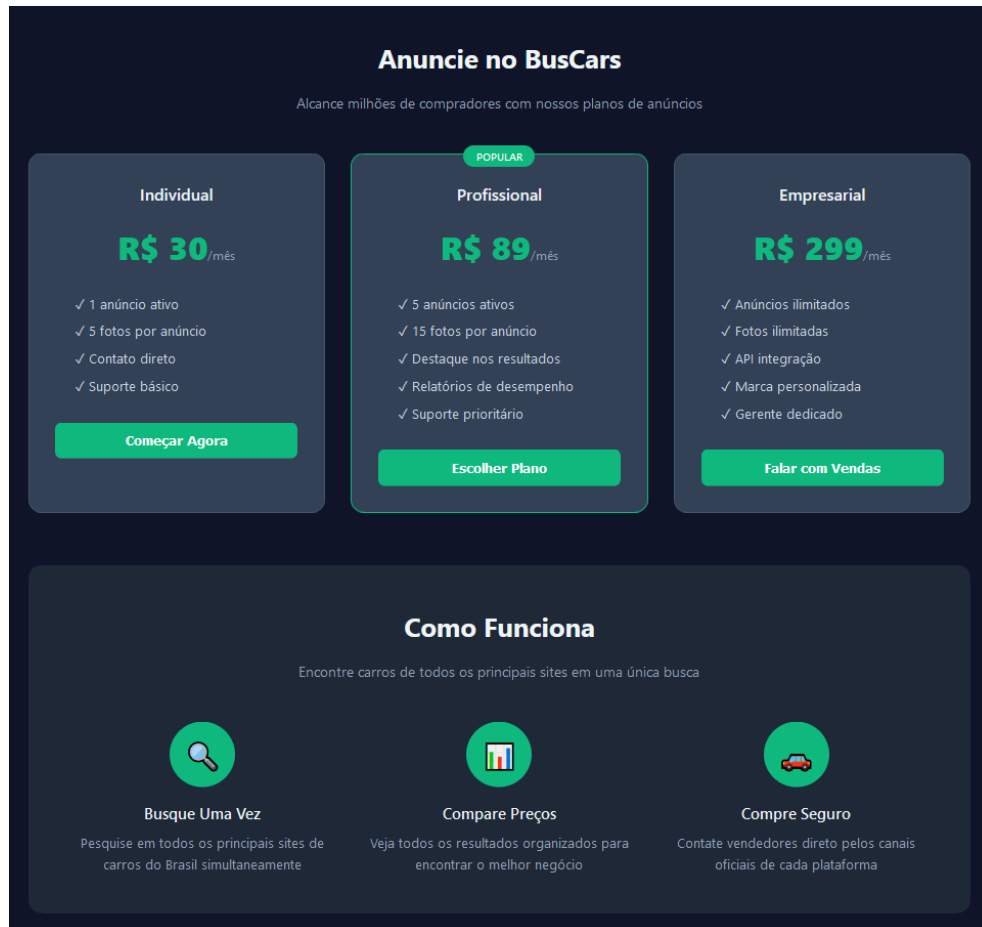 Anuncie no BusCars
Alcance milhões de compradores com nossos planos de anúncios
Individual
R$ 30/mês
✓ 1 anúncio ativo
✓ 5 fotos por anúncio
✓ Contato direto
✓ Suporte básico
Começar Agora
POPULAR
Profissional
R$ 89/mês
✓ 5 anúncios ativos
✓ 15 fotos por anúncio
✓ Destaque nos resultados
✓ Relatórios de desempenho
✓ Suporte prioritário
Escolher Plano
Empresarial
R$ 299/mês
✓ Anúncios ilimitados
✓ Fotos ilimitadas
✓ API integração
✓ Marca personalizada
✓ Gerente dedicado
Falar com Vendas
Como Funciona
Encontre carros de todos os principais sites em uma única busca
Busque Uma Vez
Pesquise em todos os principais sites de
carros do Brasil simultaneamente
Compare Preços
Veja todos os resultados organizados para
encontrar o melhor negócio
Compre Seguro
Contate vendedores direto pelos canais
oficiais de cada plataforma